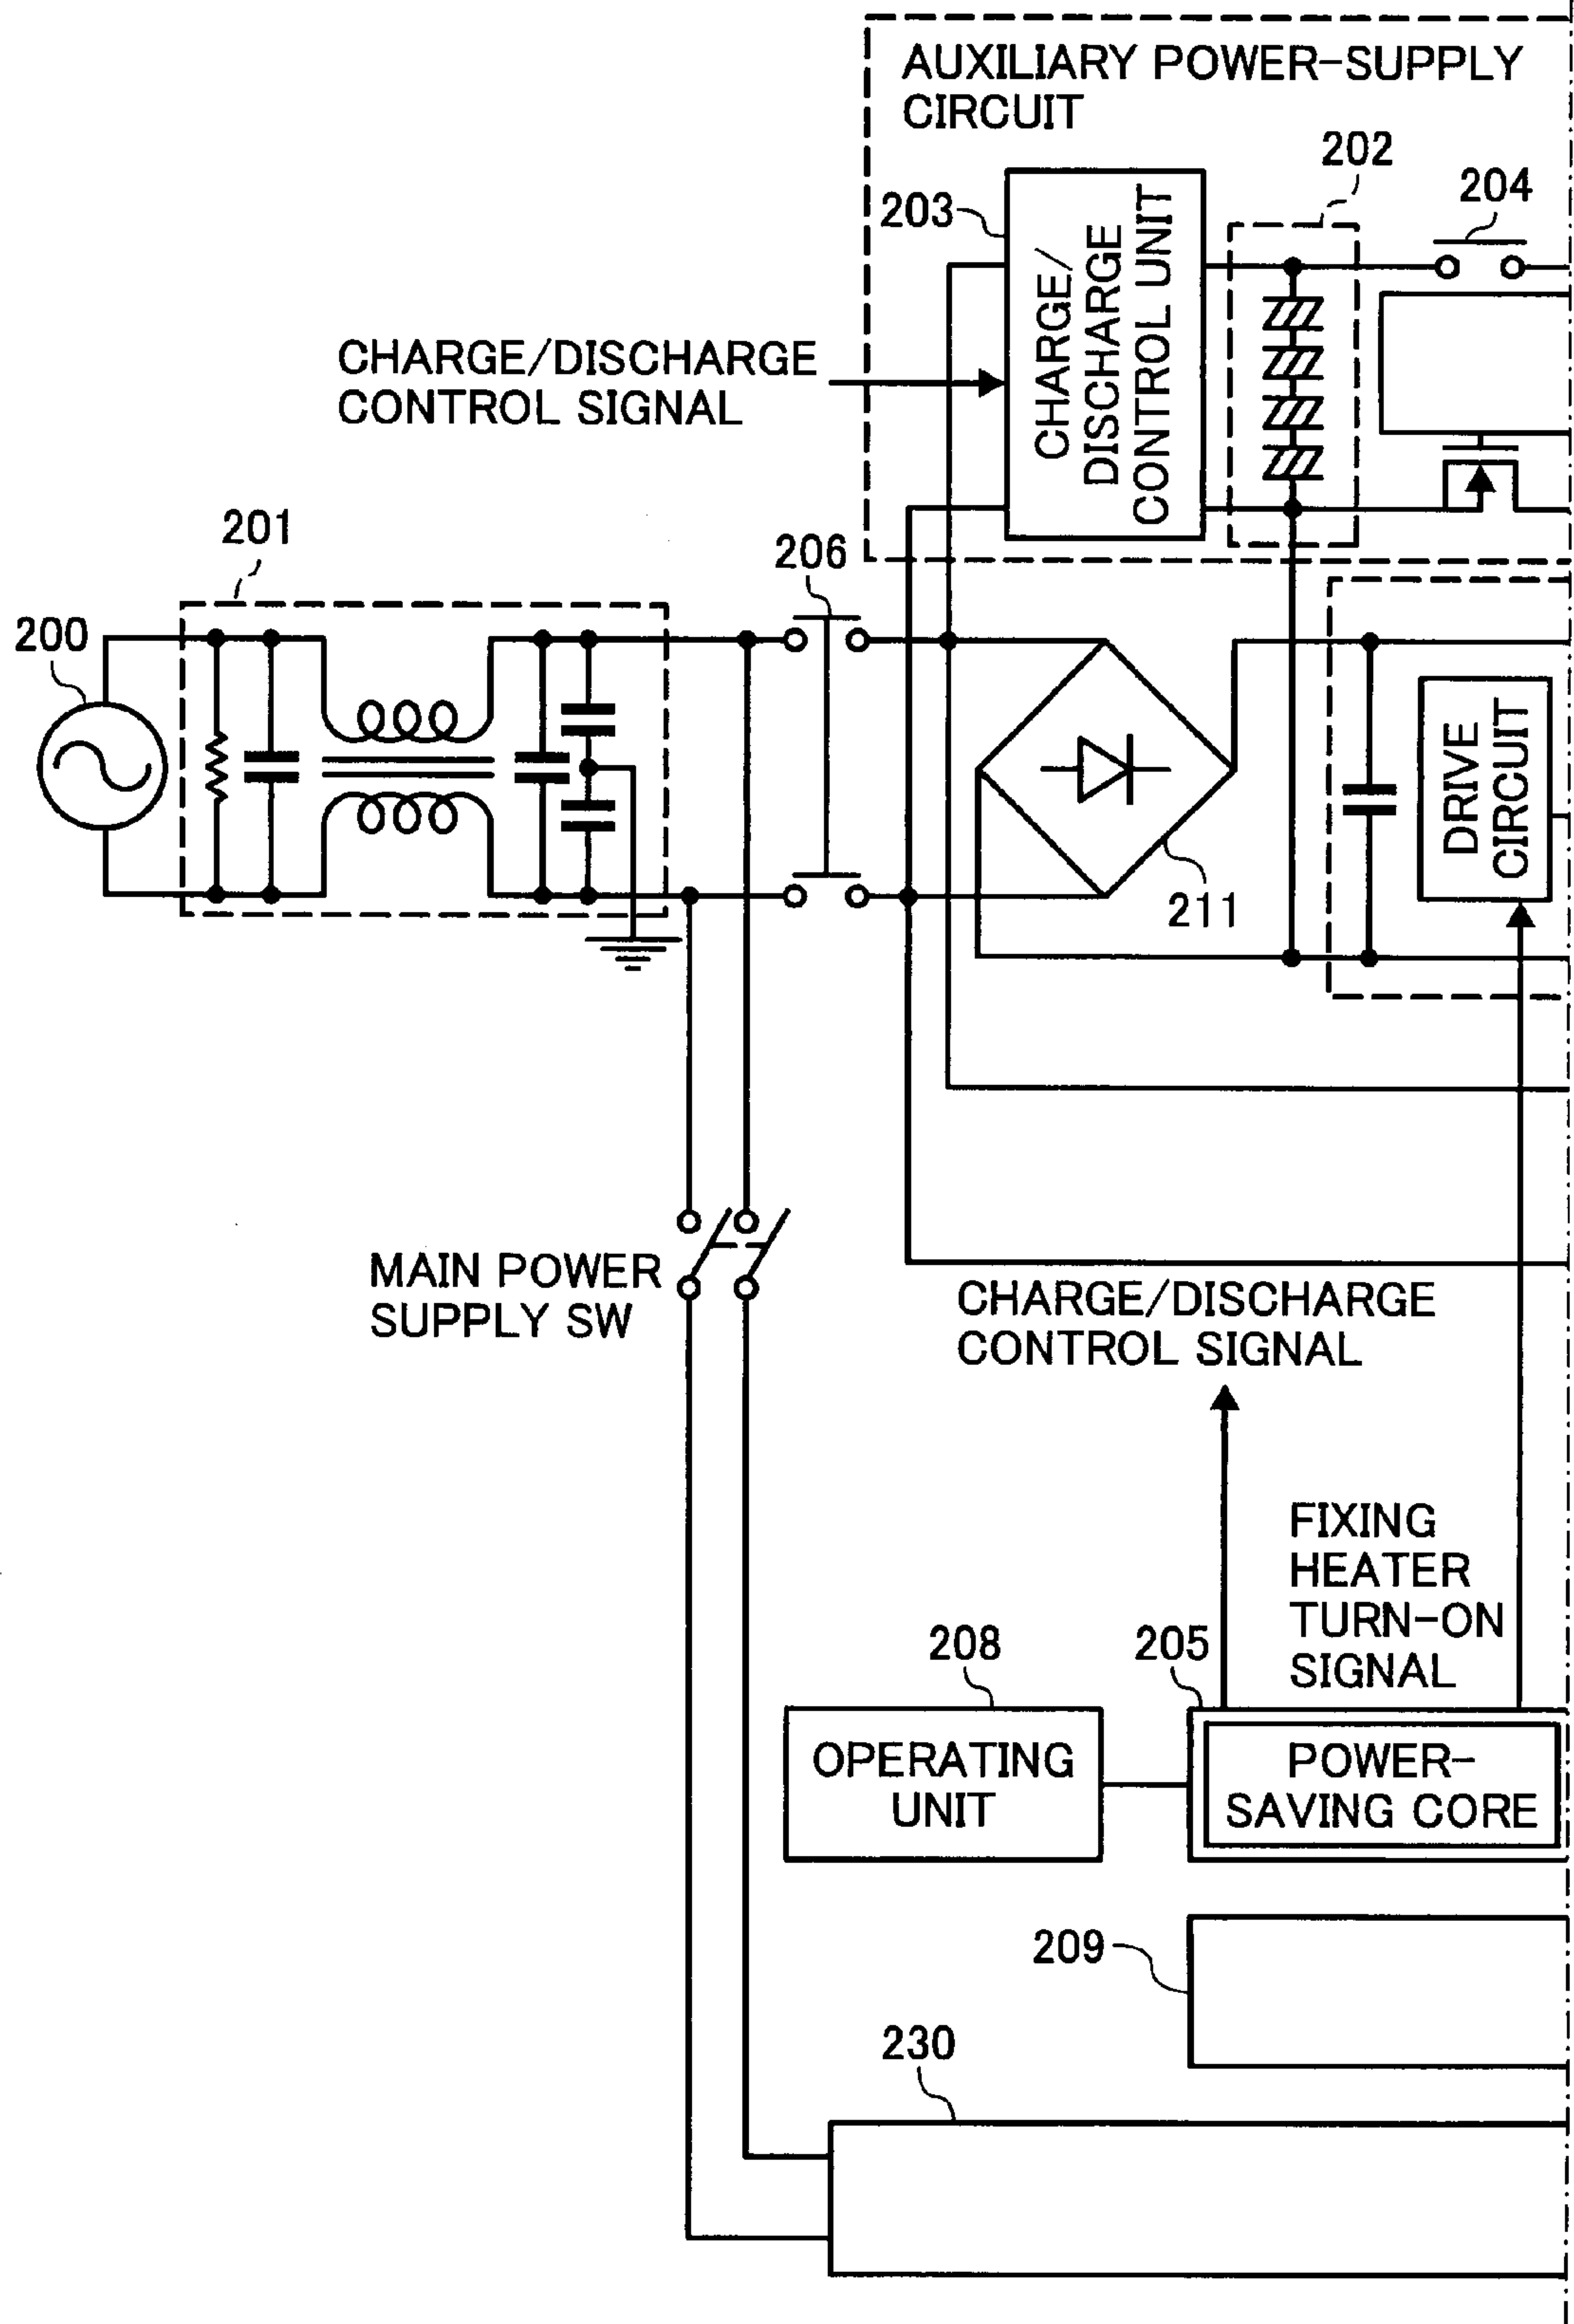 AUXILIARY POWER-SUPPLY
CIRCUIT
202
204
203
CHARGE/
DISCHARGE
CONTROL UNIT
CHARGE/DISCHARGE
CONTROL SIGNAL
201
206
200
DRIVE
CIRCUIT
211
MAIN POWER
SUPPLY SW
CHARGE/DISCHARGE
CONTROL SIGNAL
FIXING
HEATER
TURN-ON
SIGNAL
208
205
OPERATING
UNIT
POWER-
SAVING CORE
209
230